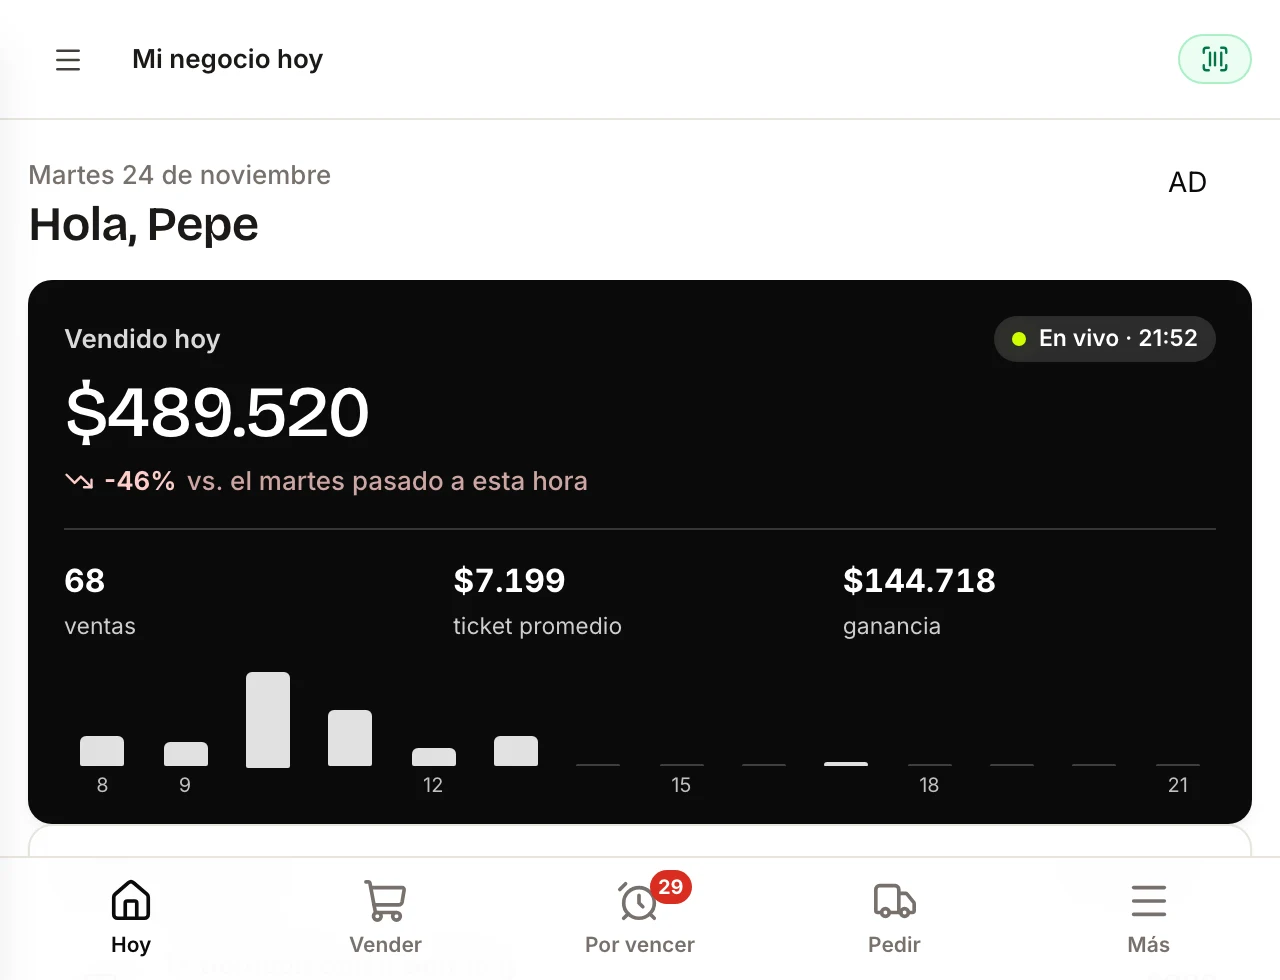 Mi negocio hoy
Martes 24 de noviembre
AD
Hola, Pepe
Vendido hoy
En vivo · 21:52
$489.520
-46% vs. el martes pasado a esta hora
68
$7.199
$144.718
ventas
ticket promedio
ganancia
8 9 12 15 18 21
29
Hoy
Vender
Por vencer
Pedir
Más